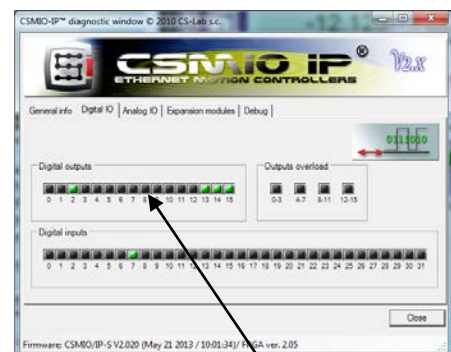 CSMIO-IP™ diagnostic window © 2010 CS-Lab s.c.
-12.12
CSMIO IP® V2.x
ETHERNET MOTION CONTROLLERS
General info Digital IO Analog IO Expansion modules Debug
0111010
Digital outputs
0 1 2 3 4 5 6 7 8 9 10 11 12 13 14 15
Outputs overload
0-3 4-7 8-11 12-15
Digital inputs
0 1 2 3 4 5 6 7 8 9 10 11 12 13 14 15 16 17 18 19 20 21 22 23 24 25 26 27 28 29 30 31
Close
Firmware: CSMIO/IP-S V2.020 (May 21 2013 / 10:01:34)/ FPGA ver. 2.05